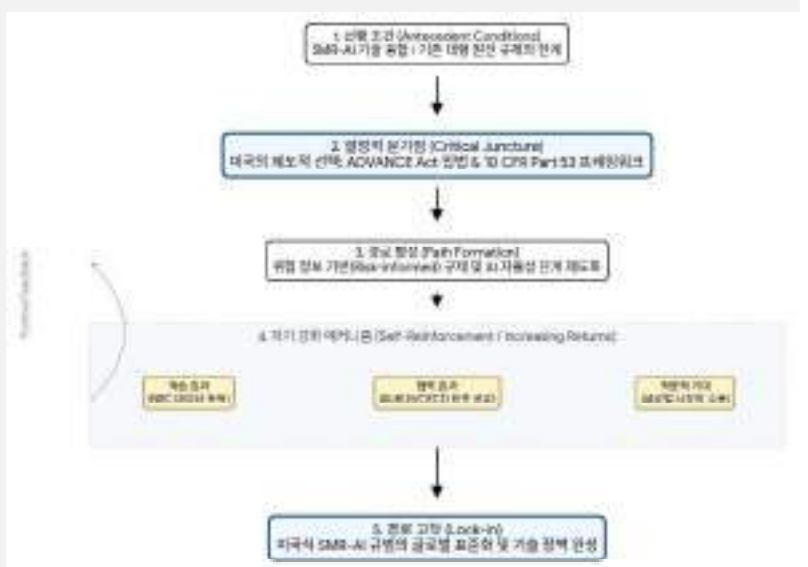 1. 선행 조건 (Antecedent Conditions)
SMR-AI 기술 융합 / 기존 대형 원전 규제의 한계
2. 결정적 분기점 (Critical Juncture)
미국의 제도적 선택: ADVANCE Act 입법 & 10 CFR Part 53 프레임워크
3. 경로 형성 (Path Formation)
위험 정보 기반(Risk-informed) 규제 및 AI 자율성 단계 제도화
4. 자기 강화 메커니즘 (Self-Reinforcement / Increasing Returns)
학습 효과
협력 효과
적응적 기대
5. 경로 고착 (Lock-in)
미국식 SMR-AI 규범의 글로벌 표준화 및 기술 장벽 완성